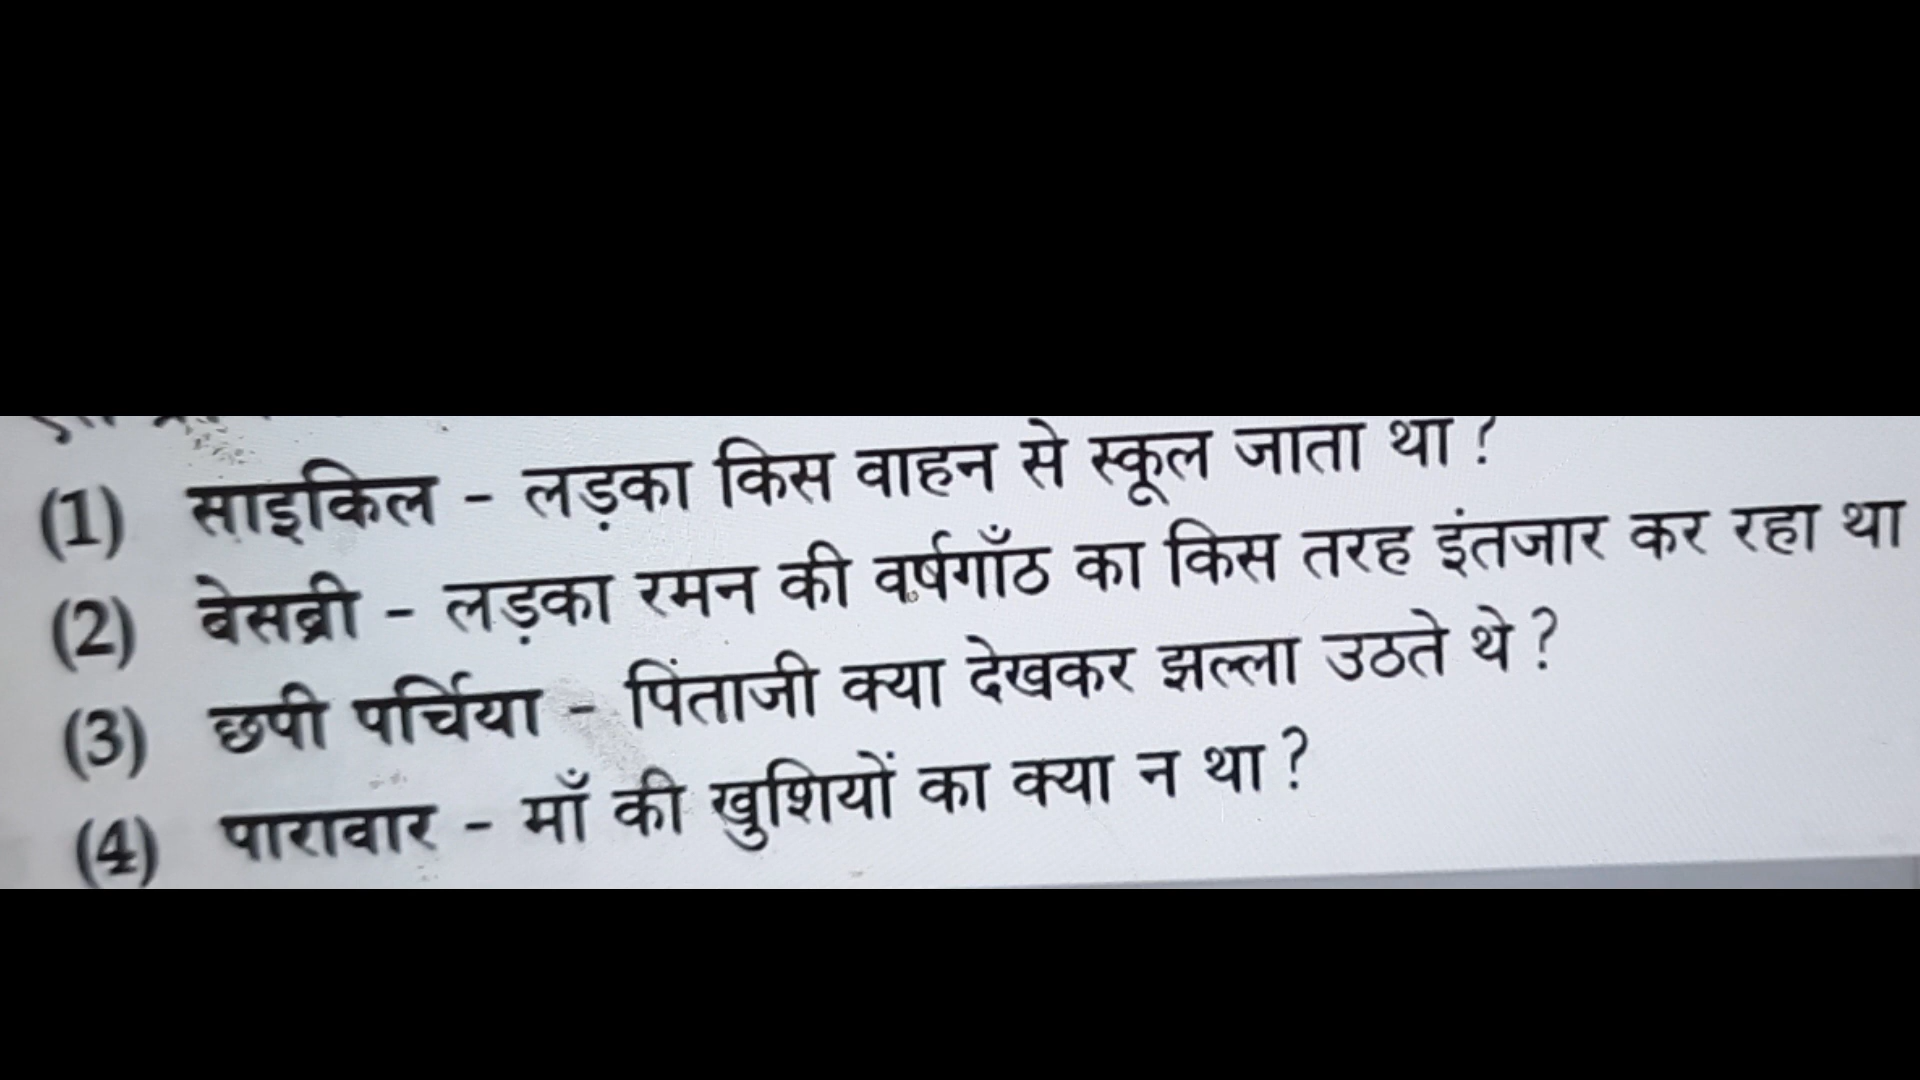 (1) साइकिल - लड़का किस वाहन से स्कूल जाता था?
(2) बेसब्री - लड़का रमन की वर्षगाँठ का किस तरह इंतजार कर रहा था
(3) छपी पर्चिया - पिंताजी क्या देखकर झल्ला उठते थे?
(4) पारावार - माँ की खुशियों का क्या न था?